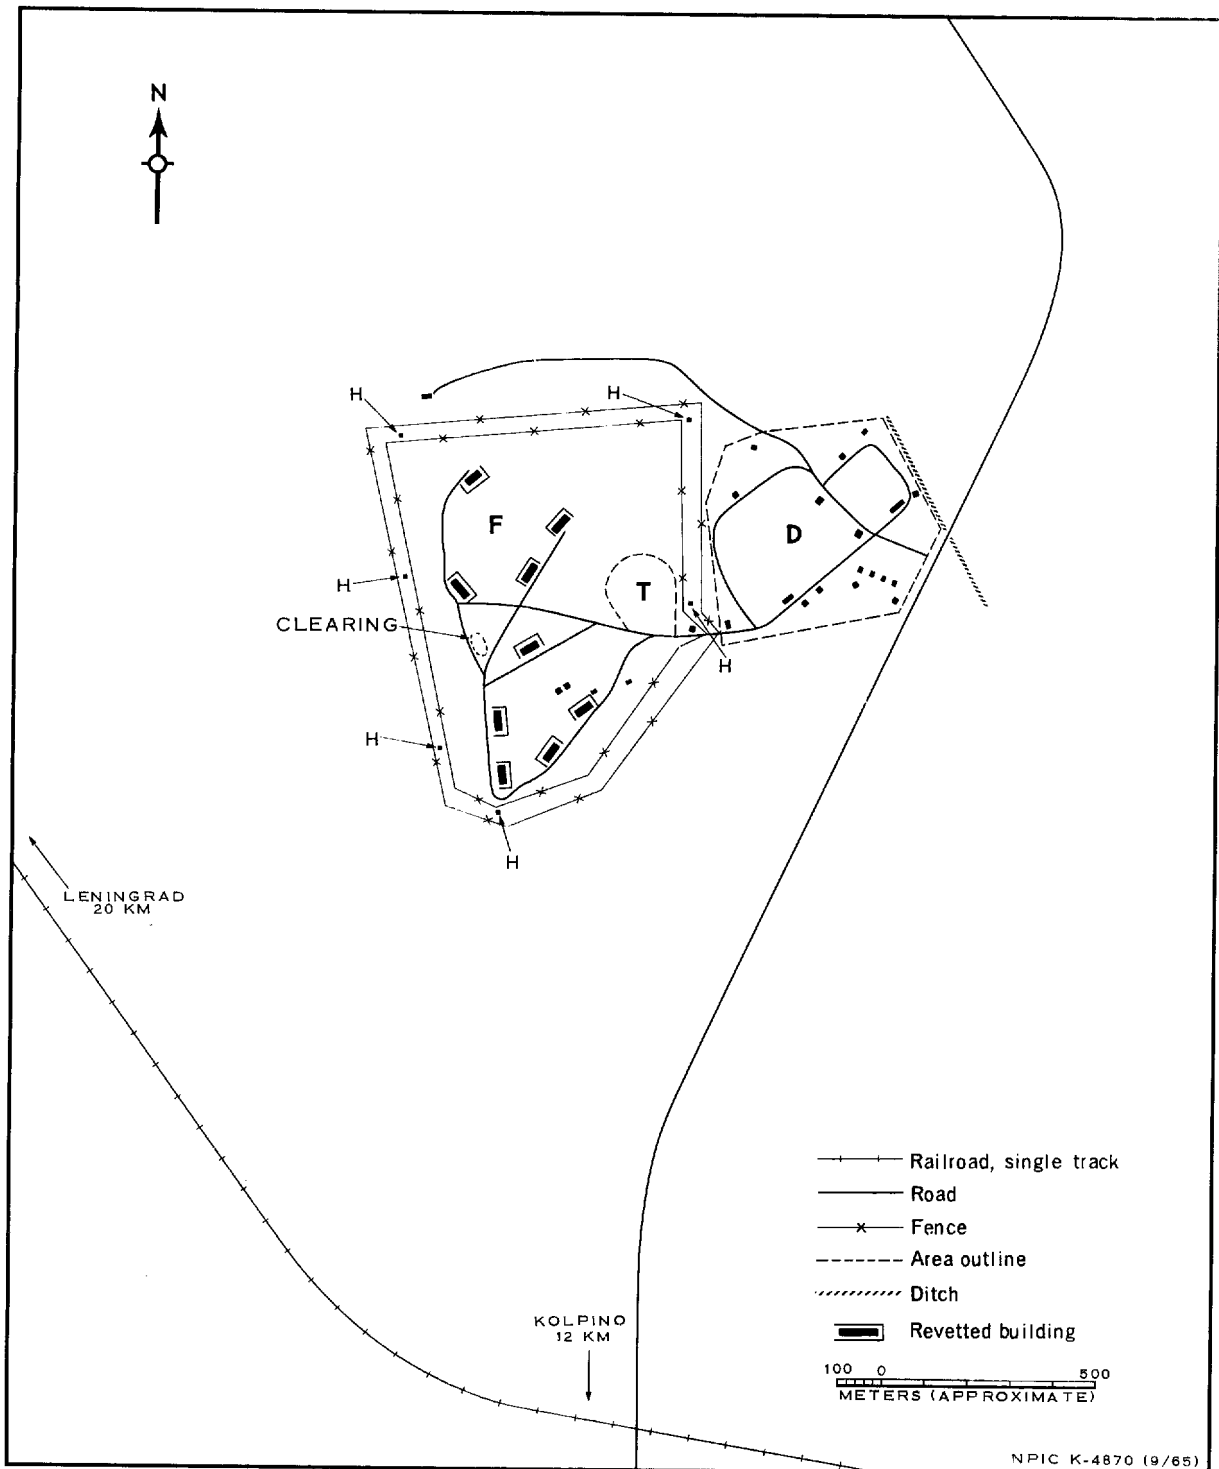 N
H
H
F
D
H
T
CLEARING
H
H
H
LENINGRAD
20 KM
KOLPINO
12 KM
Railroad, single track
Road
Fence
Area outline
Ditch
Revetted building
100 0 500
METERS (APPROXIMATE)
NPIC K-4870 (9/65)